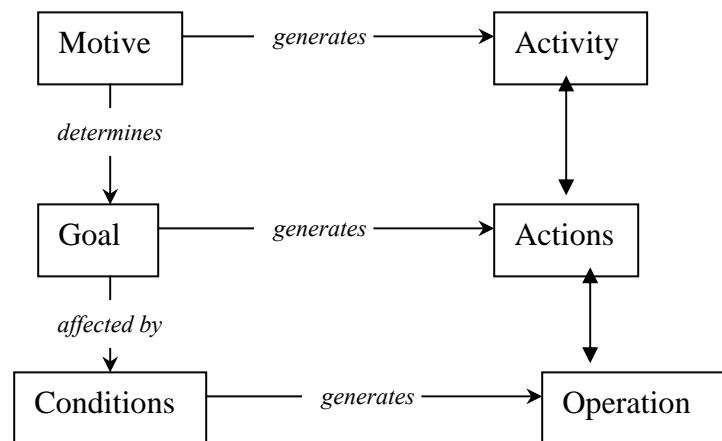 Motive
generates
Activity
determines
Goal
generates
Actions
affected by
Conditions
generates
Operation